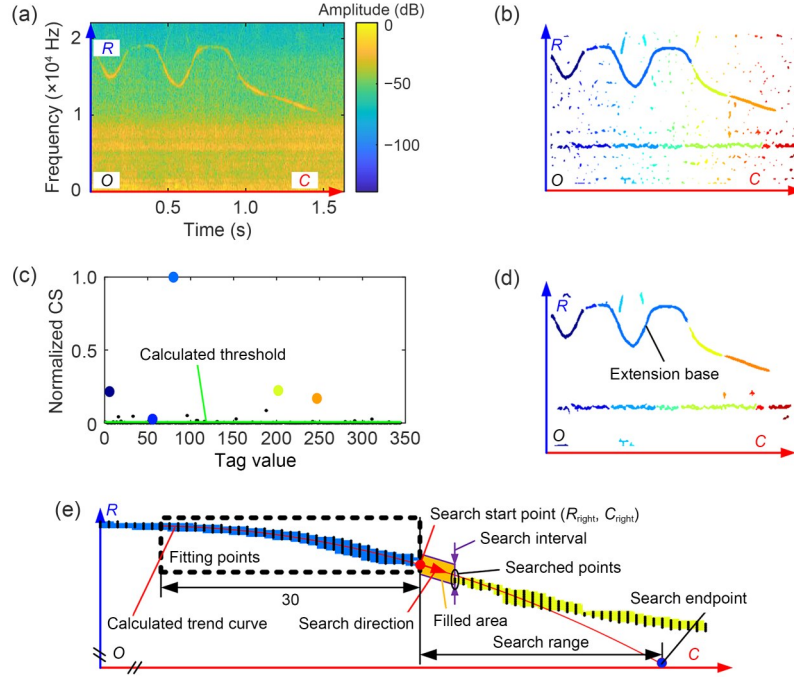 (a)
Amplitude (dB)
Frequency (×10⁴ Hz)
2
1
0
R
O
C
0.5
1.0
1.5
Time (s)
0
−50
−100
(b)
R
O
C
(c)
Normalized CS
1.0
0.5
0
Calculated threshold
0
50
100
150
200
250
300
350
Tag value
(d)
R
Extension base
O
C
(e)
R
Search start point (Rright, Cright)
Search interval
Fitting points
Searched points
30
Search endpoint
Calculated trend curve
Search direction
Filled area
Search range
O
C